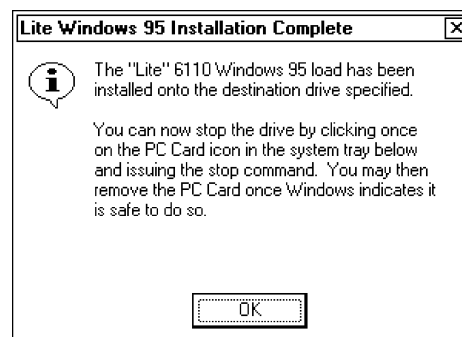 Lite Windows 95 Installation Complete
The "Lite" 6110 Windows 95 load has been
installed onto the destination drive specified.
You can now stop the drive by clicking once
on the PC Card icon in the system tray below
and issuing the stop command. You may then
remove the PC Card once Windows indicates it
is safe to do so.
OK